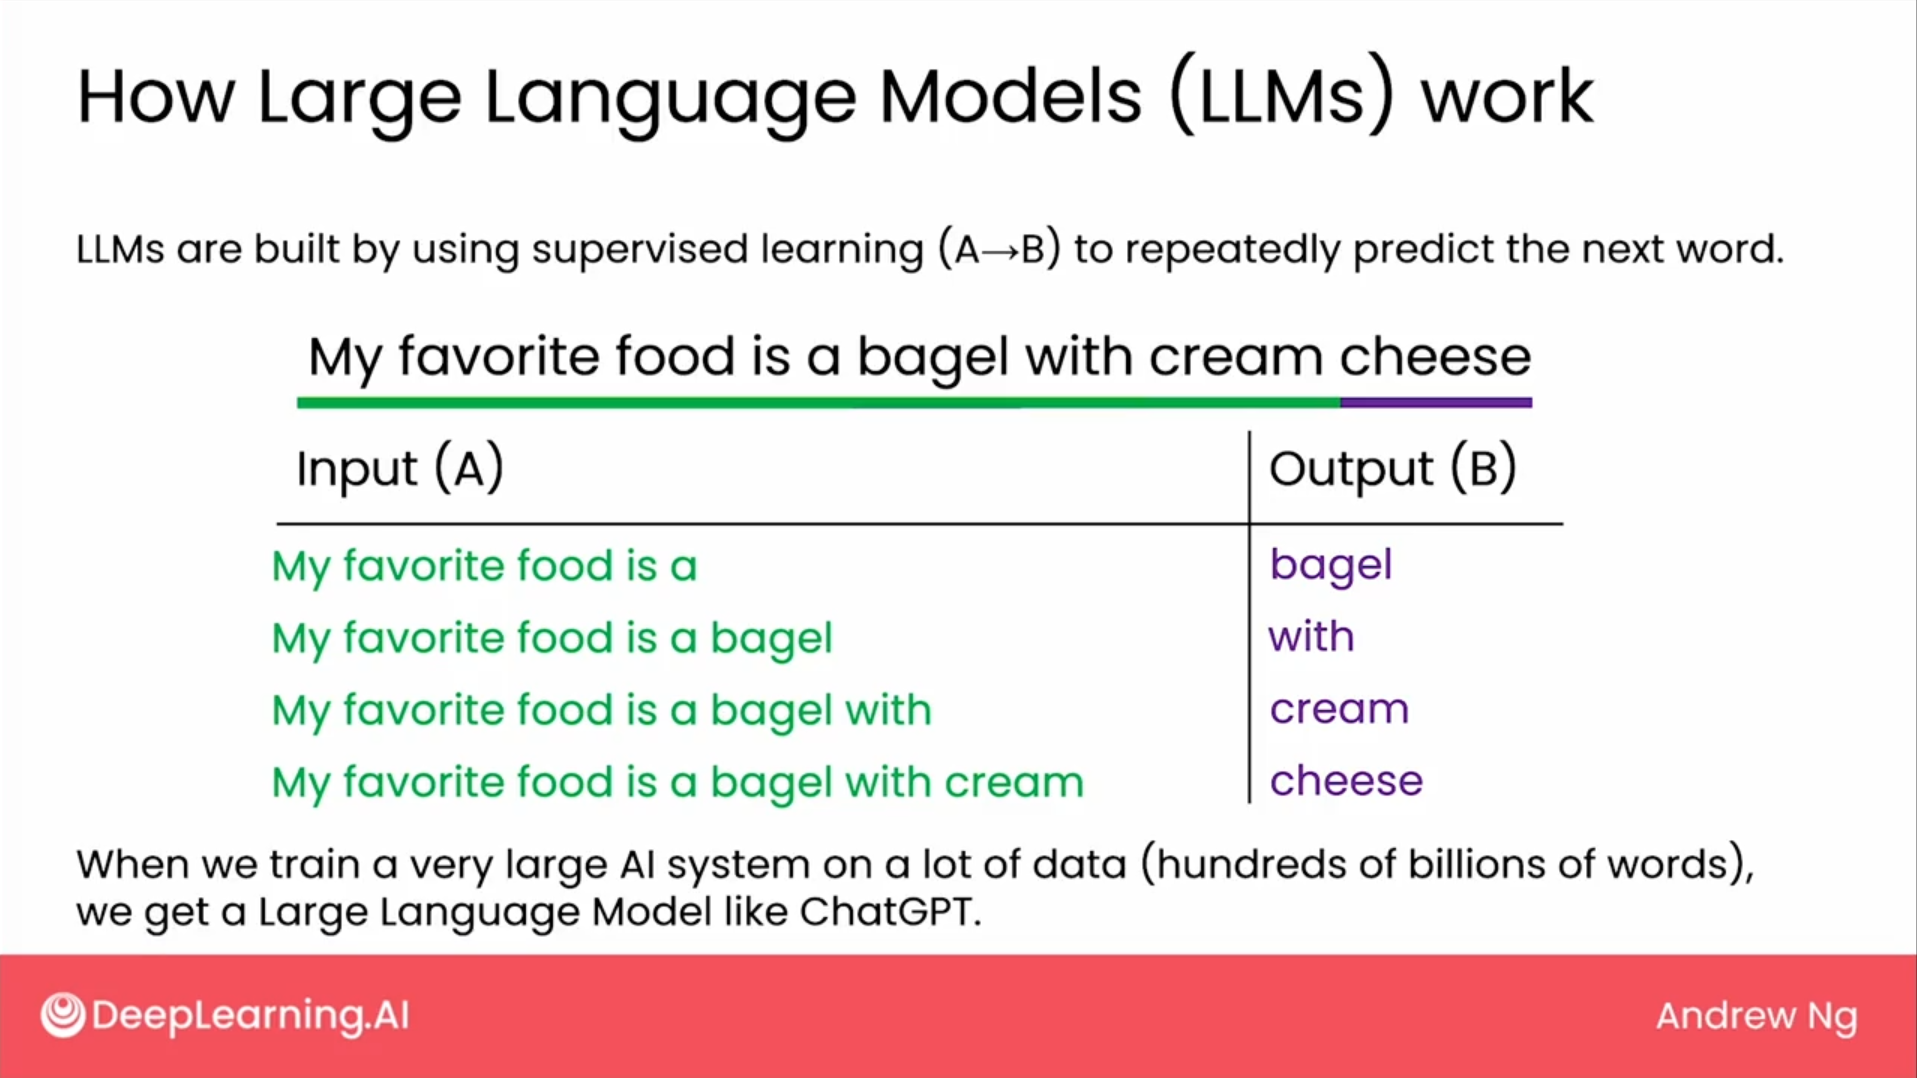 How Large Language Models (LLMs) work
LLMs are built by using supervised learning (A→B) to repeatedly predict the next word.
My favorite food is a bagel with cream cheese
Input (A) Output (B)
My favorite food is a bagel
My favorite food is a bagel with
My favorite food is a bagel with cream
My favorite food is a bagel with cream cheese
When we train a very large AI system on a lot of data (hundreds of billions of words),
we get a Large Language Model like ChatGPT.
DeepLearning.AI Andrew Ng